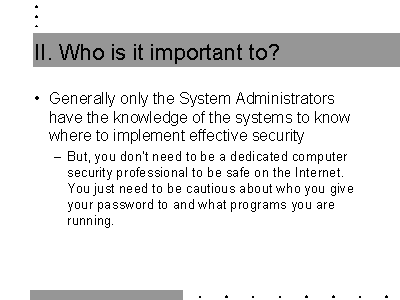 II. Who is it important to?
• Generally only the System Administrators
have the knowledge of the systems to know
where to implement effective security
– But, you don't need to be a dedicated computer
security professional to be safe on the Internet.
You just need to be cautious about who you give
your password to and what programs you are
running.